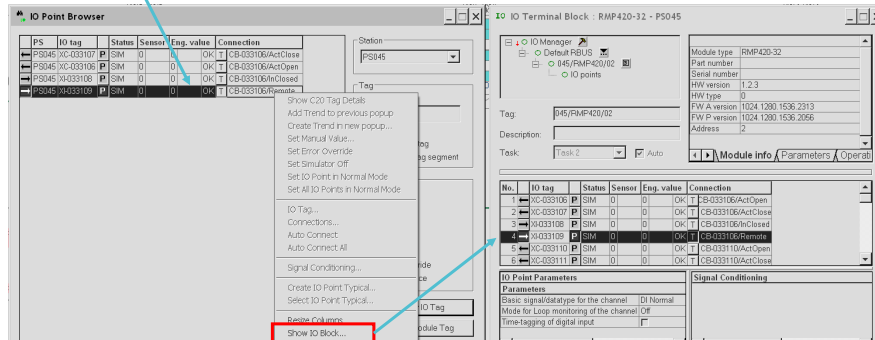 IO Point Browser
PS IO tag Status Sensor Eng. value Connection
PS045 XC-033107 P SIM 0 0 OK T CB-033106/ActClose
PS045 XC-033106 P SIM 0 0 OK T CB-033106/ActOpen
PS045 XI-033108 P SIM 0 0 OK T CB-033106/InClosed
PS045 XI-033109 P SIM 0 0 OK T CB-033106/Remote
Station
PS045
Tag
Show C20 Tag Details
Add Trend to previous popup
Create Trend in new popup...
Set Manual Value...
Set Error Override
Set Simulator Off
Set IO Point in Normal Mode
Set All IO Points in Normal Mode
IO Tag...
Connections...
Auto Connect
Auto Connect All
Signal Conditioning...
Create IO Point Typical...
Select IO Point Typical...
Resize Columns
Show IO Block...
ag segment
IO Tag
odule Tag
IO IO Terminal Block : RMP420-32 - PS045
IO Manager
Default RBUS
045/RMP420/02
IO points
Tag: 045/RMP420/02
Description:
Task: Task 2 Auto
Module type RMP420-32
Part number
Serial number
HW version 1.2.3
HW type 0
FW A version 1024.1280.1536.2313
FW P version 1024.1280.1536.2056
Address 2
Module info Parameters Operati
No. IO tag Status Sensor Eng. value Connection
1 XC-033106 P SIM 0 0 OK T CB-033106/ActOpen
2 XC-033107 P SIM 0 0 OK T CB-033106/ActClose
3 XI-033108 P SIM 0 0 OK T CB-033106/InClosed
4 XI-033109 P SIM 0 0 OK T CB-033106/Remote
5 XC-033110 P SIM 0 0 OK T CB-033110/ActOpen
6 XC-033111 P SIM 0 0 OK T CB-033110/ActClose
IO Point Parameters
Parameters
Basic signal/datatype for the channel DI Normal
Mode for Loop monitoring of the channel Off
Time-tagging of digital input
Signal Conditioning